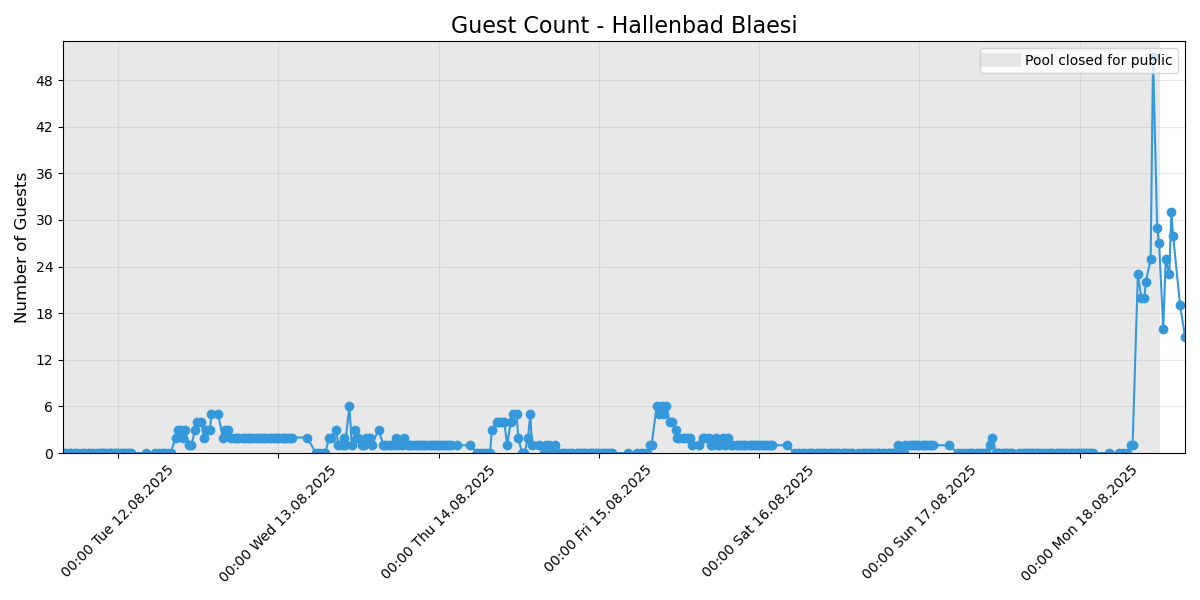 Guest Count - Hallenbad Blaesi
Pool closed for public
Number of Guests
48
42
36
30
24
18
12
6
0
00:00 Tue 12.08.2025
00:00 Wed 13.08.2025
00:00 Thu 14.08.2025
00:00 Fri 15.08.2025
00:00 Sat 16.08.2025
00:00 Sun 17.08.2025
00:00 Mon 18.08.2025